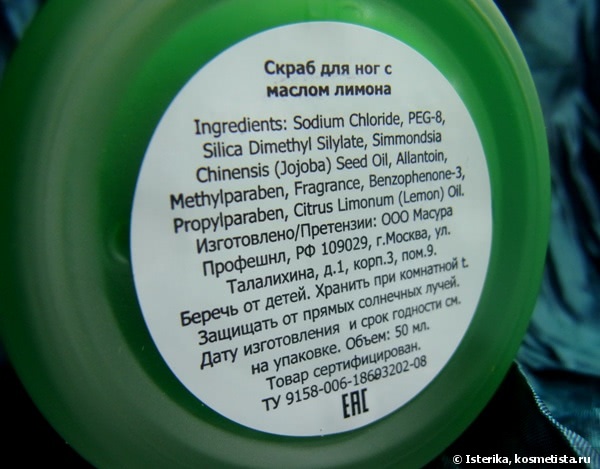 Скраб для ног с
маслом лимона
Ingredients: Sodium Chloride, PEG-8,
Silica Dimethyl Silylate, Simmondsia
Chinensis (Jojoba) Seed Oil, Allantoin,
Methylparaben, Fragrance, Benzophenone-3,
Propylparaben, Citrus Limonum (Lemon) Oil.
Изготовлено/Претензии: ООО Масура
Профешнл, РФ 109029, г.Москва, ул.
Талалихина, д.1, корп.3, пом.9.
Беречь от детей. Хранить при комнатной t.
Защищать от прямых солнечных лучей.
Дату изготовления и срок годности см.
на упаковке. Объем: 50 мл.
Товар сертифицирован.
ТУ 9158-006-18693202-08
EAC
© Isterika, kosmetista.ru